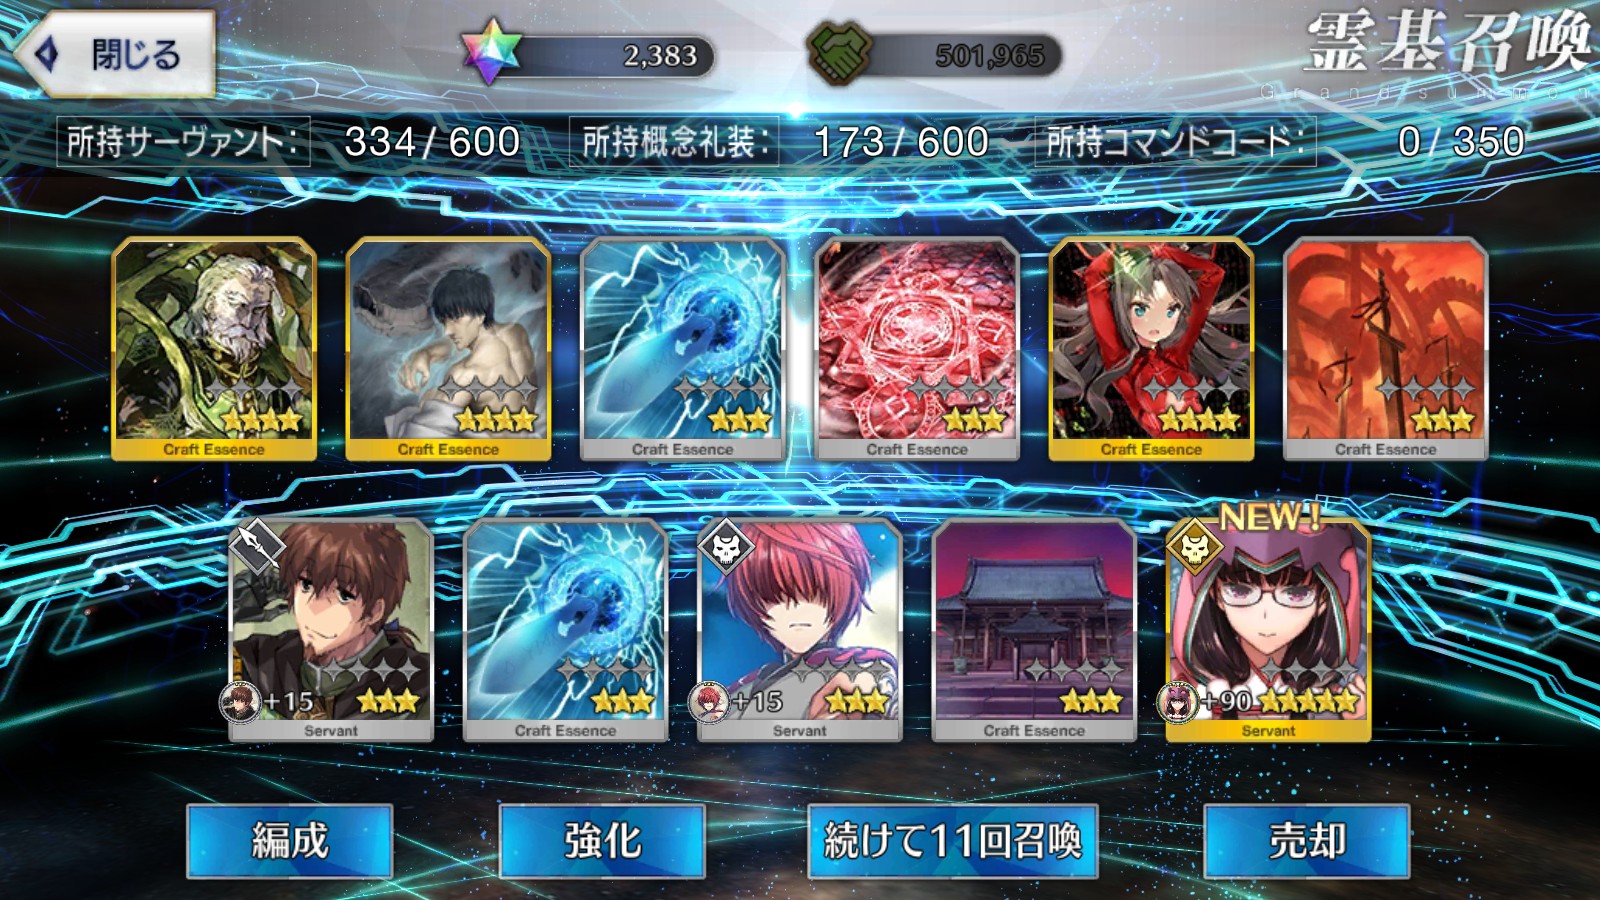 閉じる
2,383
501,965
霊基召喚
Grand summon
所持サーヴァント: 334 / 600
所持概念礼装: 173 / 600
所持コマンドコード: 0 / 350
Craft Essence
Craft Essence
Craft Essence
Craft Essence
Craft Essence
Craft Essence
NEW!
+15
+15
+90
Servant
Craft Essence
Servant
Craft Essence
Servant
編成
強化
続けて11回召喚
売却